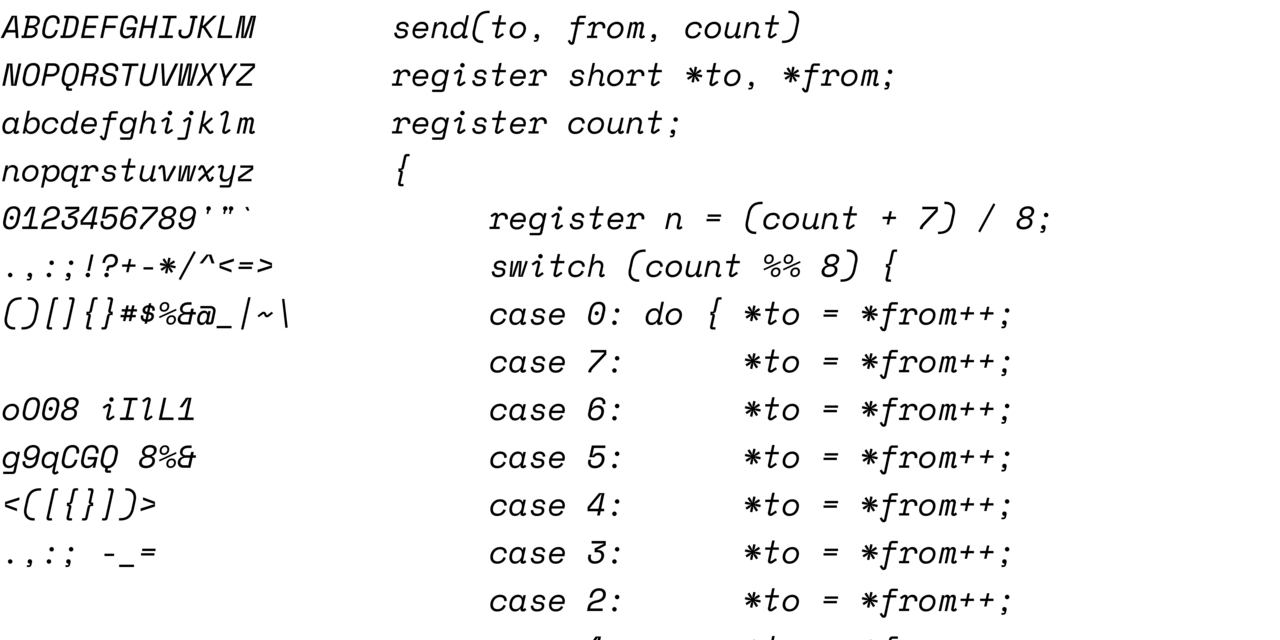 ABCDEFGHIJKLM
NOPQRSTUVWXYZ
abcdefghijklm
nopqrstuvwxyz
0123456789'"`
.,:;!?+-*/^<=>
()[]{}#$%&@_|~\
oO08 iIlL1
g9qCGQ 8%&
<([{}])>
.,:; -_=
send(to, from, count)
register short *to, *from;
register count;
{
     register n = (count + 7) / 8;
     switch (count %% 8) {
     case 0: do { *to = *from++;
     case 7:      *to = *from++;
     case 6:      *to = *from++;
     case 5:      *to = *from++;
     case 4:      *to = *from++;
     case 3:      *to = *from++;
     case 2:      *to = *from++;